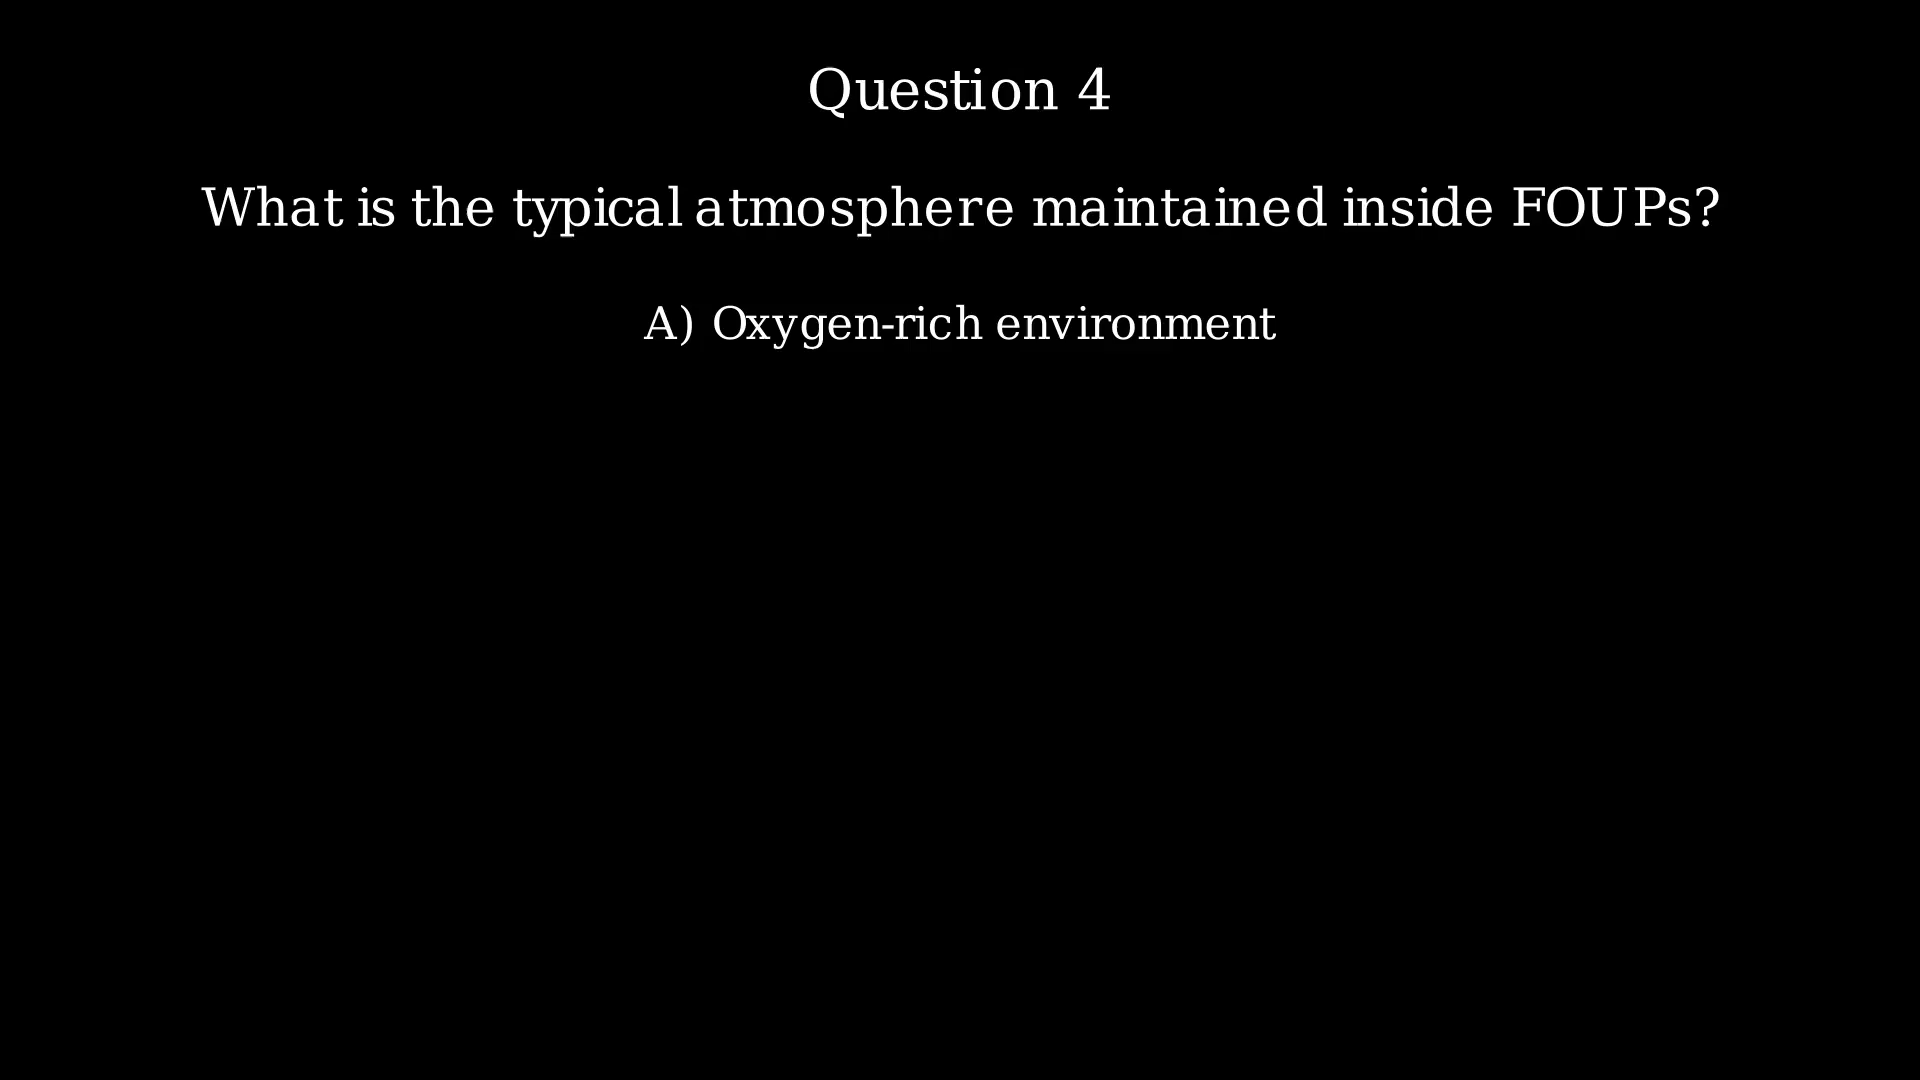 Question 4
What is the typical atmosphere maintained inside FOUPs?
A) Oxygen-rich environment